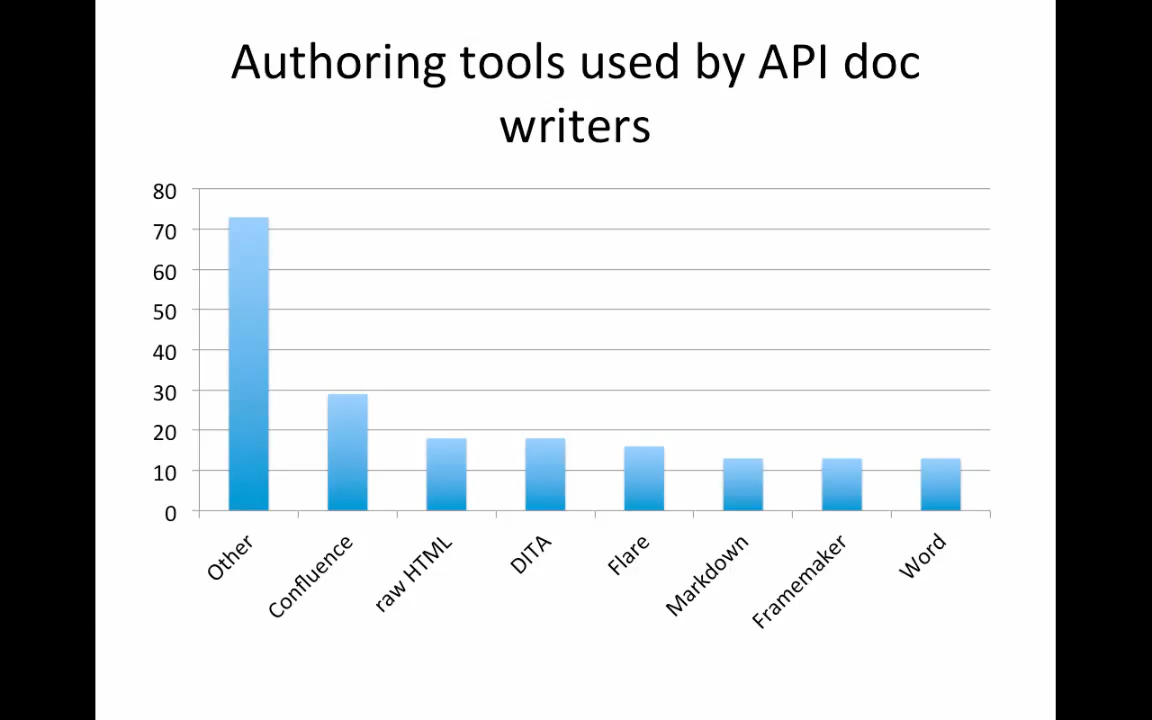 Authoring tools used by API doc
writers
80
70
60
50
40
30
20
10
0
Other
Confluence
raw HTML
DITA
Flare
Markdown
Framemaker
Word